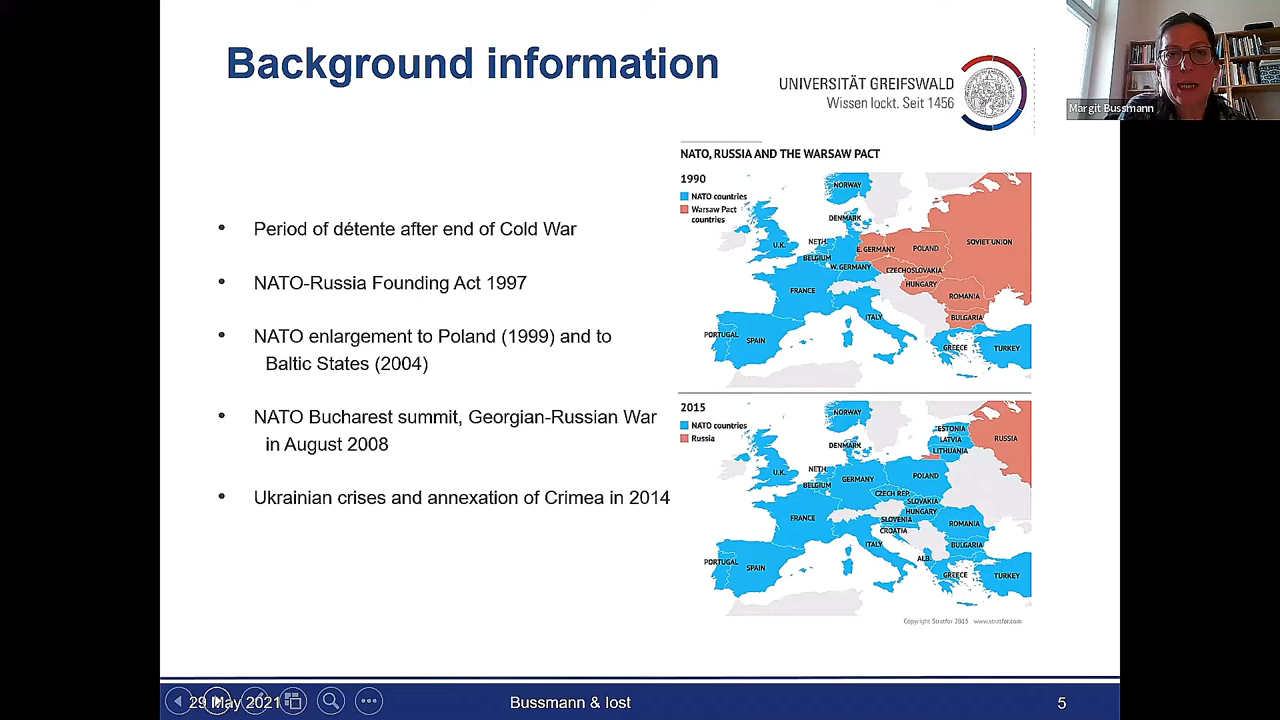 Background information
UNIVERSITÄT GREIFSWALD
Wissen lockt. Seit 1456
Margit Bussmann
• Period of détente after end of Cold War
• NATO-Russia Founding Act 1997
• NATO enlargement to Poland (1999) and to
Baltic States (2004)
• NATO Bucharest summit, Georgian-Russian War
in August 2008
• Ukrainian crises and annexation of Crimea in 2014
NATO, RUSSIA AND THE WARSAW PACT
1990
NATO countries
Warsaw Pact
countries
NORWAY
DENMARK
U.K.
NETH.
BELGIUM
E. GERMANY
W. GERMANY
POLAND
SOVIET UNION
CZECHOSLOVAKIA
HUNGARY
FRANCE
ROMANIA
ITALY
BULGARIA
PORTUGAL
SPAIN
GREECE
TURKEY
2015
NATO countries
Russia
NORWAY
ESTONIA
LATVIA
LITHUANIA
RUSSIA
DENMARK
U.K.
NETH.
BELGIUM
GERMANY
POLAND
CZECH REP.
SLOVAKIA
HUNGARY
FRANCE
SLOVENIA
CROATIA
ROMANIA
ITALY
BULGARIA
ALB.
PORTUGAL
SPAIN
GREECE
TURKEY
Copyright Stratfor 2015 www.stratfor.com
29 May 2021
Bussmann & Iost
5